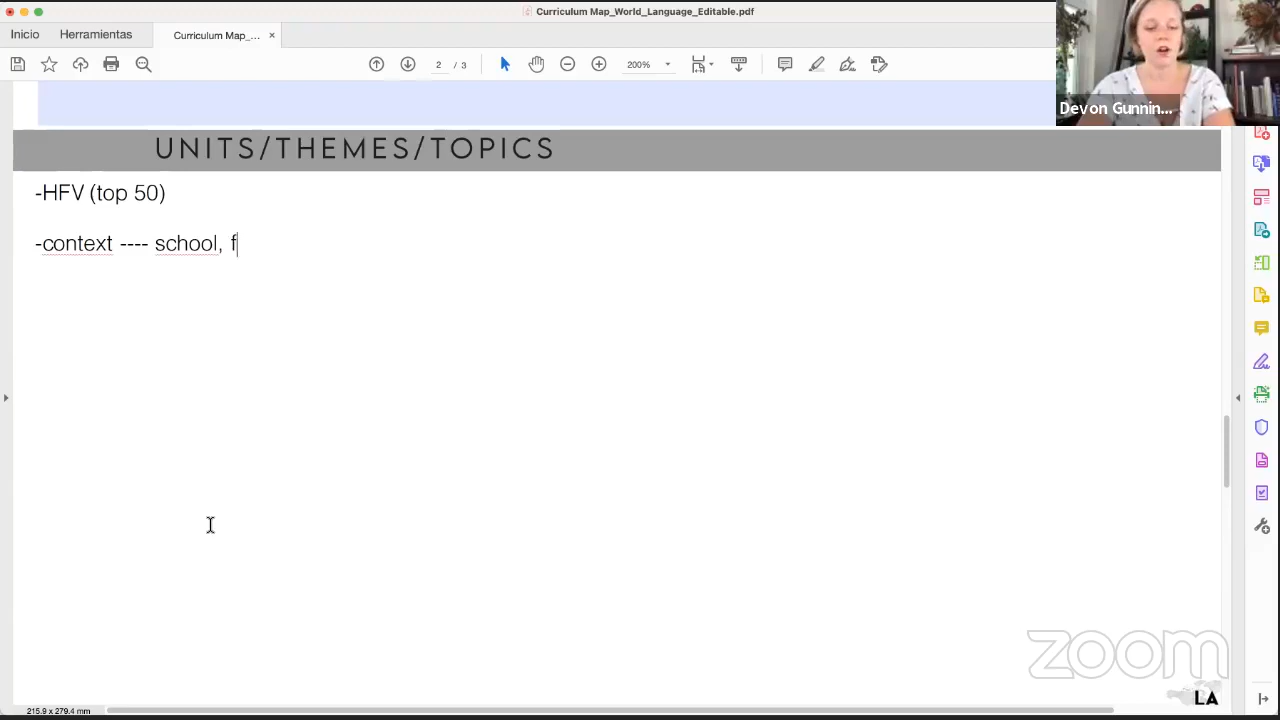 Curriculum Map_World_Language_Editable.pdf
Inicio
Herramientas
Curriculum Map_...
2 / 3
200%
Devon Gunnin...
UNITS/THEMES/TOPICS
-HFV (top 50)
-context ---- school, f
zoom
LA
215.9 x 279.4 mm